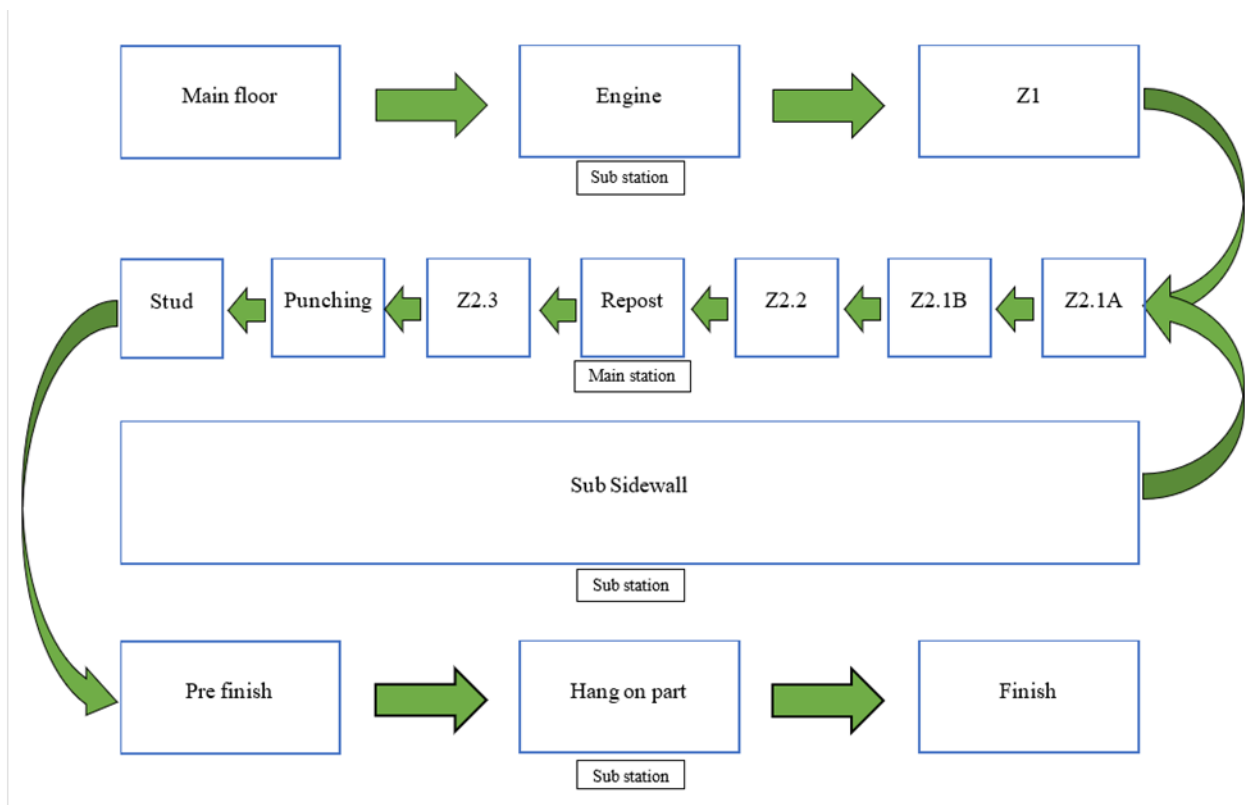 Main floor
Engine
Z1
Sub station
Stud
Punching
Z2.3
Repost
Z2.2
Z2.1B
Z2.1A
Main station
Sub Sidewall
Sub station
Pre finish
Hang on part
Finish
Sub station